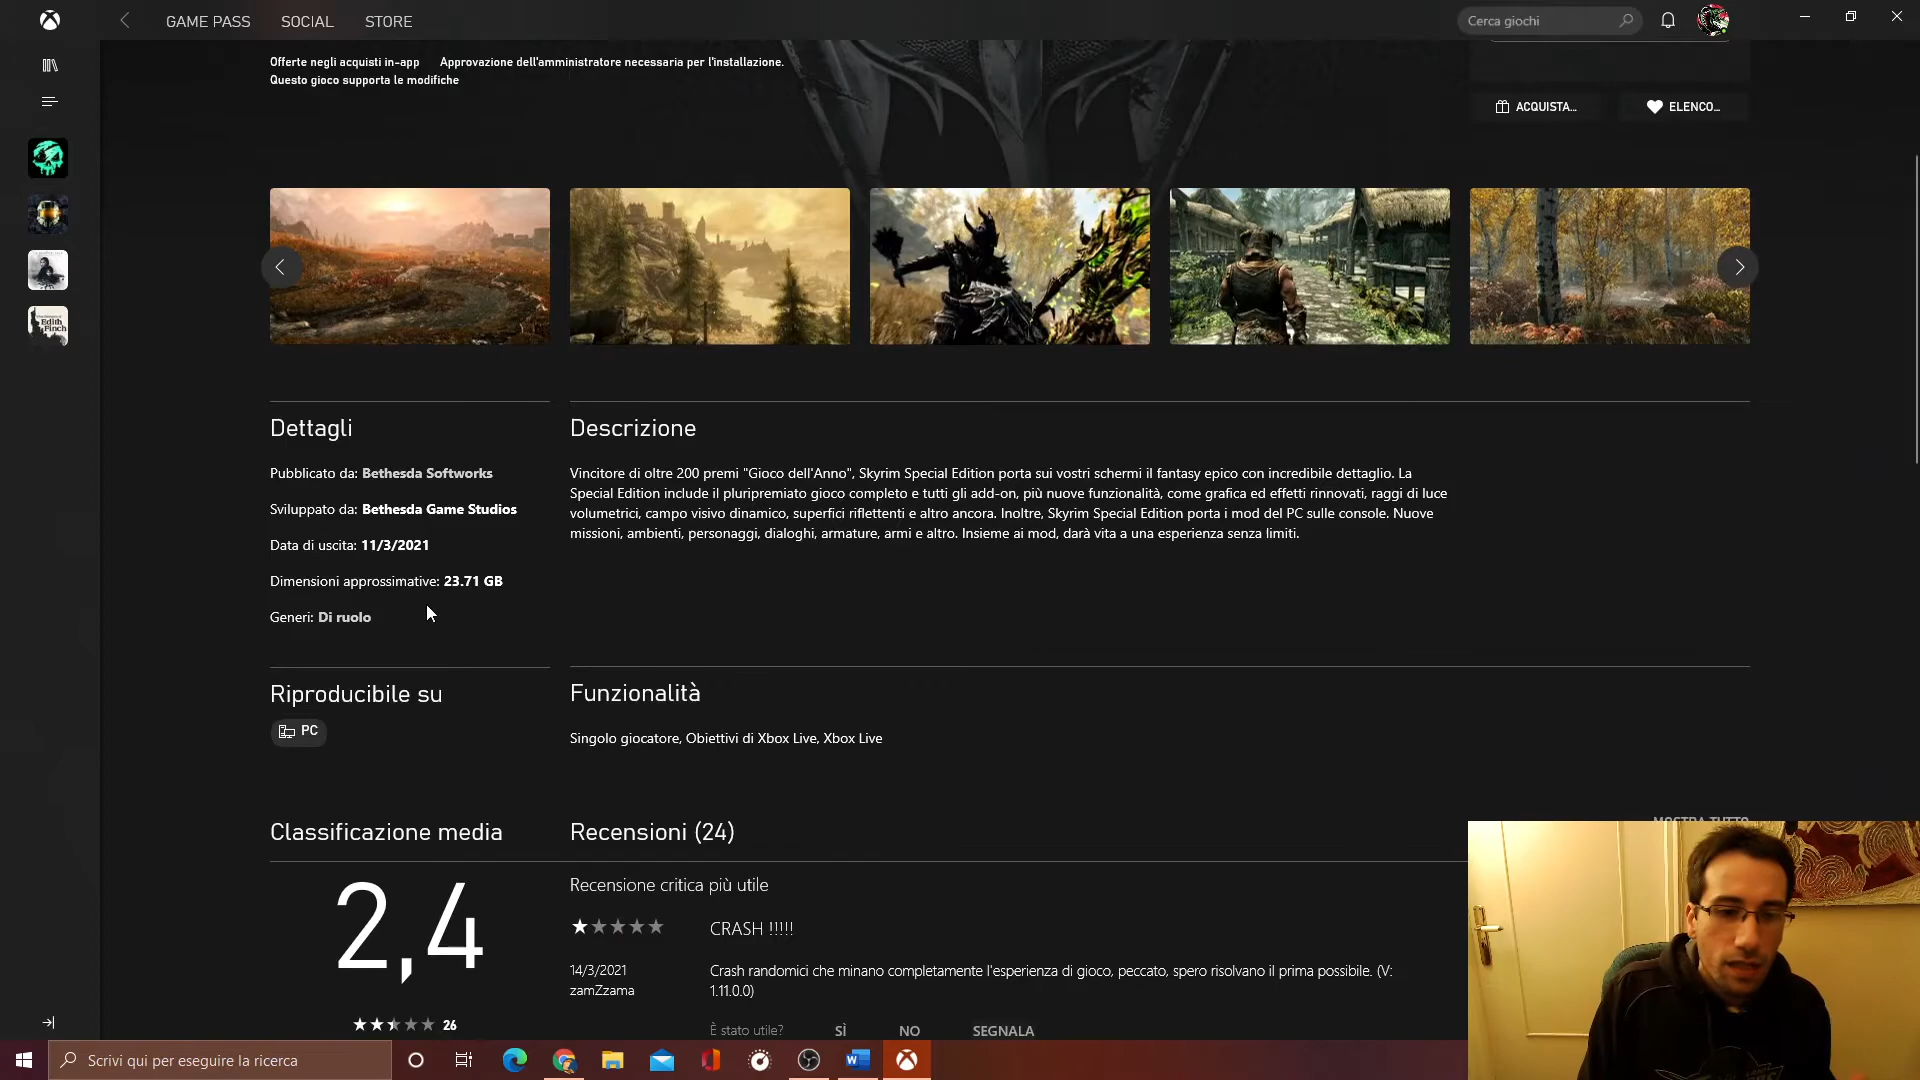 GAME PASS SOCIAL STORE
Cerca giochi
Offerte negli acquisti in-app Approvazione dell'amministratore necessaria per l'installazione.
Questo gioco supporta le modifiche
ACQUISTA... ELENCO...
Edith
Finch
Dettagli
Pubblicato da: Bethesda Softworks
Sviluppato da: Bethesda Game Studios
Data di uscita: 11/3/2021
Dimensioni approssimative: 23.71 GB
Generi: Di ruolo
Descrizione
Vincitore di oltre 200 premi "Gioco dell'Anno", Skyrim Special Edition porta sui vostri schermi il fantasy epico con incredibile dettaglio. La
Special Edition include il pluripremiato gioco completo e tutti gli add-on, più nuove funzionalità, come grafica ed effetti rinnovati, raggi di luce
volumetrici, campo visivo dinamico, superfici riflettenti e altro ancora. Inoltre, Skyrim Special Edition porta i mod del PC sulle console. Nuove
missioni, ambienti, personaggi, dialoghi, armature, armi e altro. Insieme ai mod, darà vita a una esperienza senza limiti.
Riproducibile su
PC
Funzionalità
Singolo giocatore, Obiettivi di Xbox Live, Xbox Live
Classificazione media
2,4
26
Recensioni (24)
MOSTRA TUTTO
Recensione critica più utile
CRASH !!!!!
14/3/2021
zamZzama
Crash randomici che minano completamente l'esperienza di gioco, peccato, spero risolvano il prima possibile. (V:
1.11.0.0)
È stato utile? SÌ NO SEGNALA
Scrivi qui per eseguire la ricerca